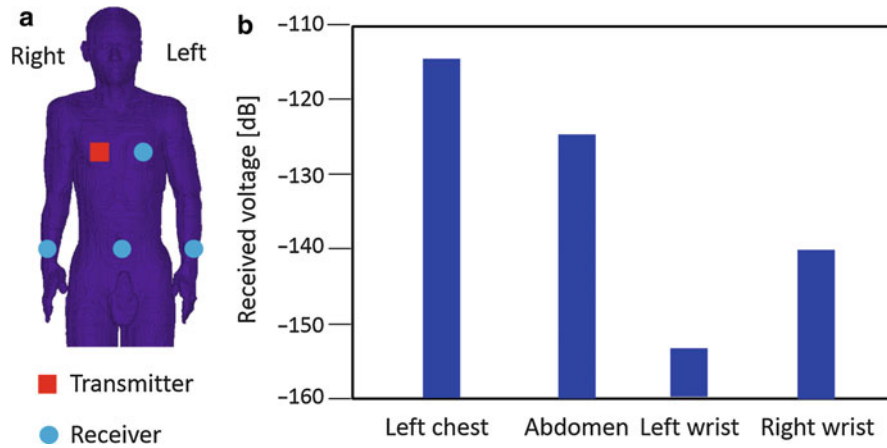 a
Right
Left
Transmitter
Receiver
b
Received voltage [dB]
−110
−120
−130
−140
−150
−160
Left chest
Abdomen
Left wrist
Right wrist